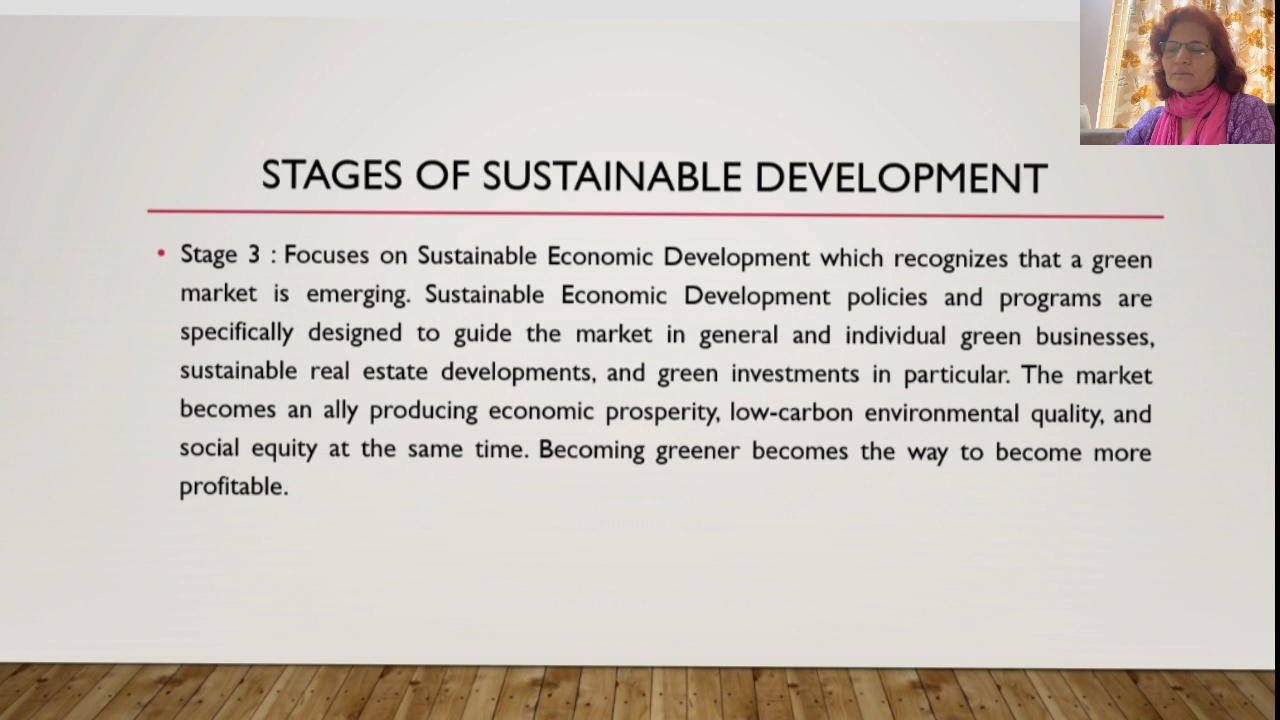 STAGES OF SUSTAINABLE DEVELOPMENT
• Stage 3 : Focuses on Sustainable Economic Development which recognizes that a green
market is emerging. Sustainable Economic Development policies and programs are
specifically designed to guide the market in general and individual green businesses,
sustainable real estate developments, and green investments in particular. The market
becomes an ally producing economic prosperity, low-carbon environmental quality, and
social equity at the same time. Becoming greener becomes the way to become more
profitable.